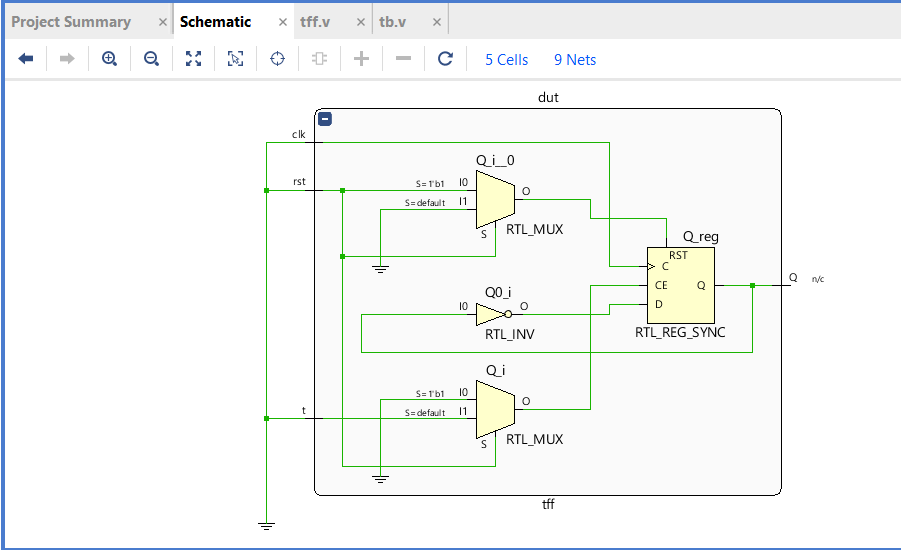 Project Summary × Schematic × tff.v × tb.v ×
5 Cells 9 Nets
dut
clk
Q_i__0
rst
S=1'b1 I0
O
S=default I1
S
RTL_MUX
Q_reg
RST
C
CE Q
Q n/c
D
RTL_REG_SYNC
Q0_i
I0 O
RTL_INV
Q_i
S=1'b1 I0
O
t
S=default I1
S
RTL_MUX
tff